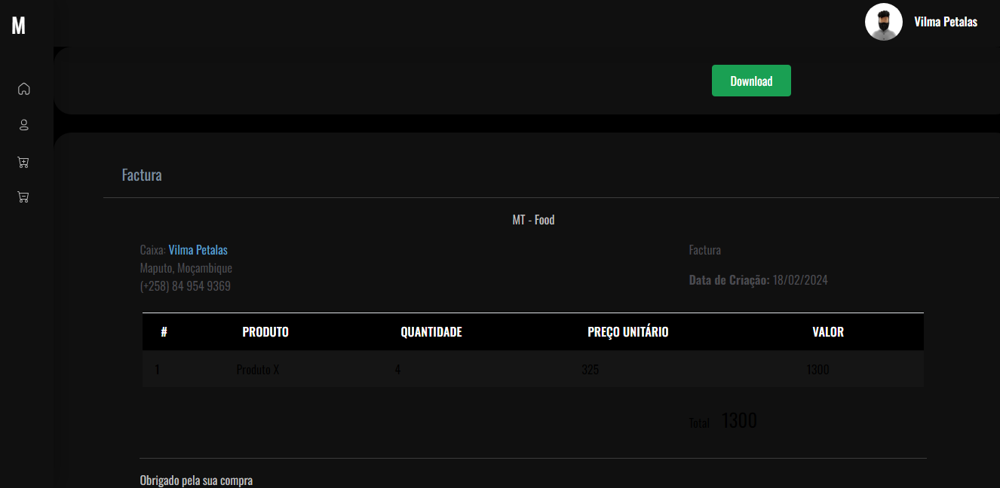 M
Vilma Petalas
Download
Factura
MT - Food
Caixa: Vilma Petalas
Maputo, Moçambique
(+258) 84 954 9369
Factura
Data de Criação: 18/02/2024
# PRODUTO QUANTIDADE PREÇO UNITÁRIO VALOR
1 Produto X 4 325 1300
Total 1300
Obrigado pela sua compra